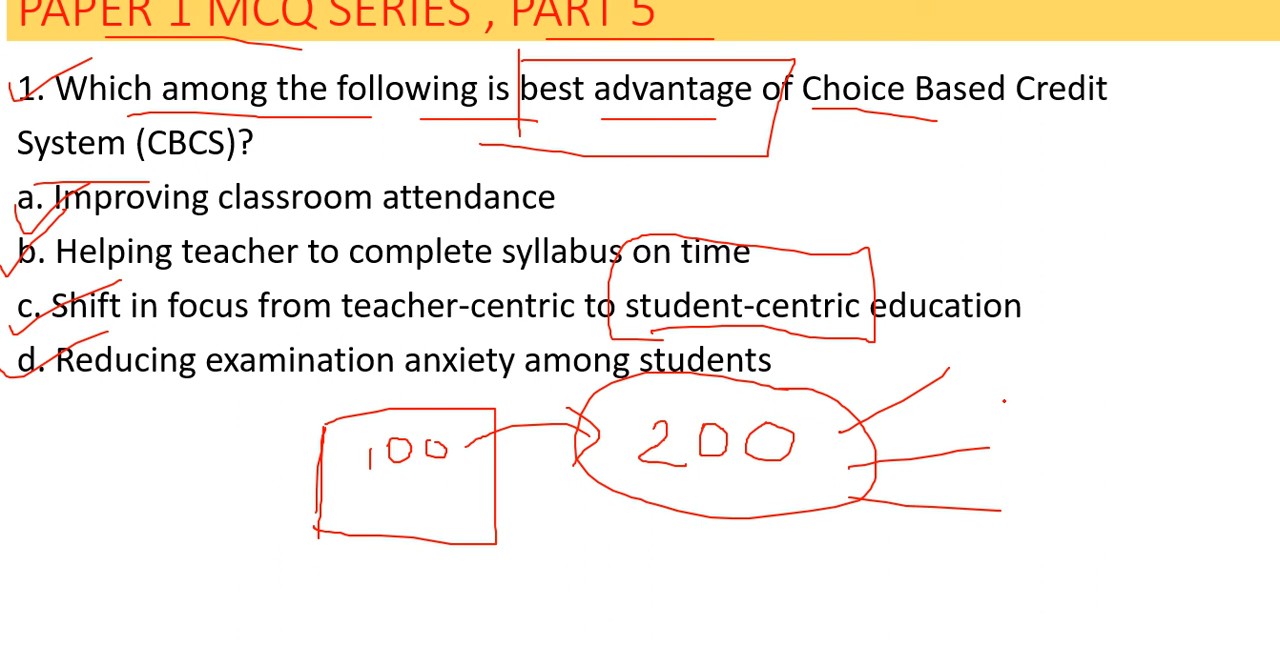 PAPER 1 MCQ SERIES , PART 5
1. Which among the following is best advantage of Choice Based Credit
System (CBCS)?
a. Improving classroom attendance
b. Helping teacher to complete syllabus on time
c. Shift in focus from teacher-centric to student-centric education
d. Reducing examination anxiety among students
100 200